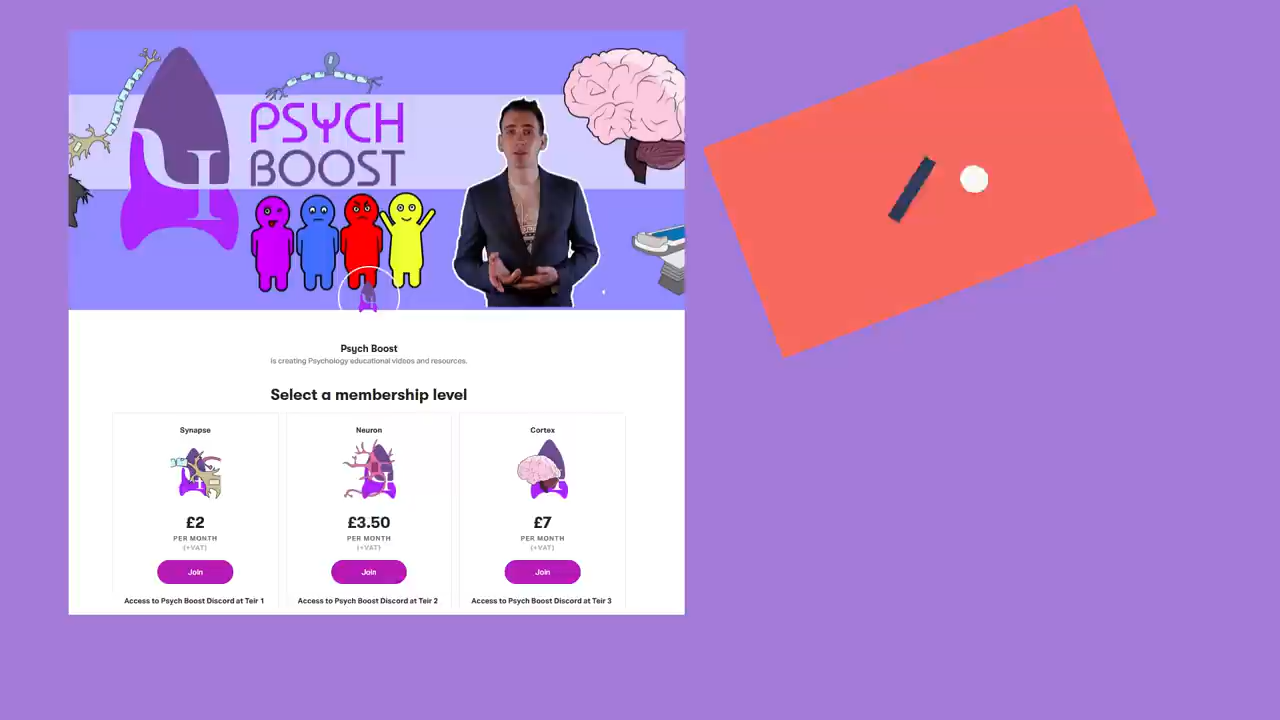 PSYCH
BOOST
Psych Boost
is creating Psychology educational videos and resources.
Select a membership level
Synapse
Neuron
Cortex
£2
£3.50
£7
PER MONTH
PER MONTH
PER MONTH
(+VAT)
(+VAT)
(+VAT)
Join
Join
Join
Access to Psych Boost Discord at Teir 1
Access to Psych Boost Discord at Teir 2
Access to Psych Boost Discord at Teir 3